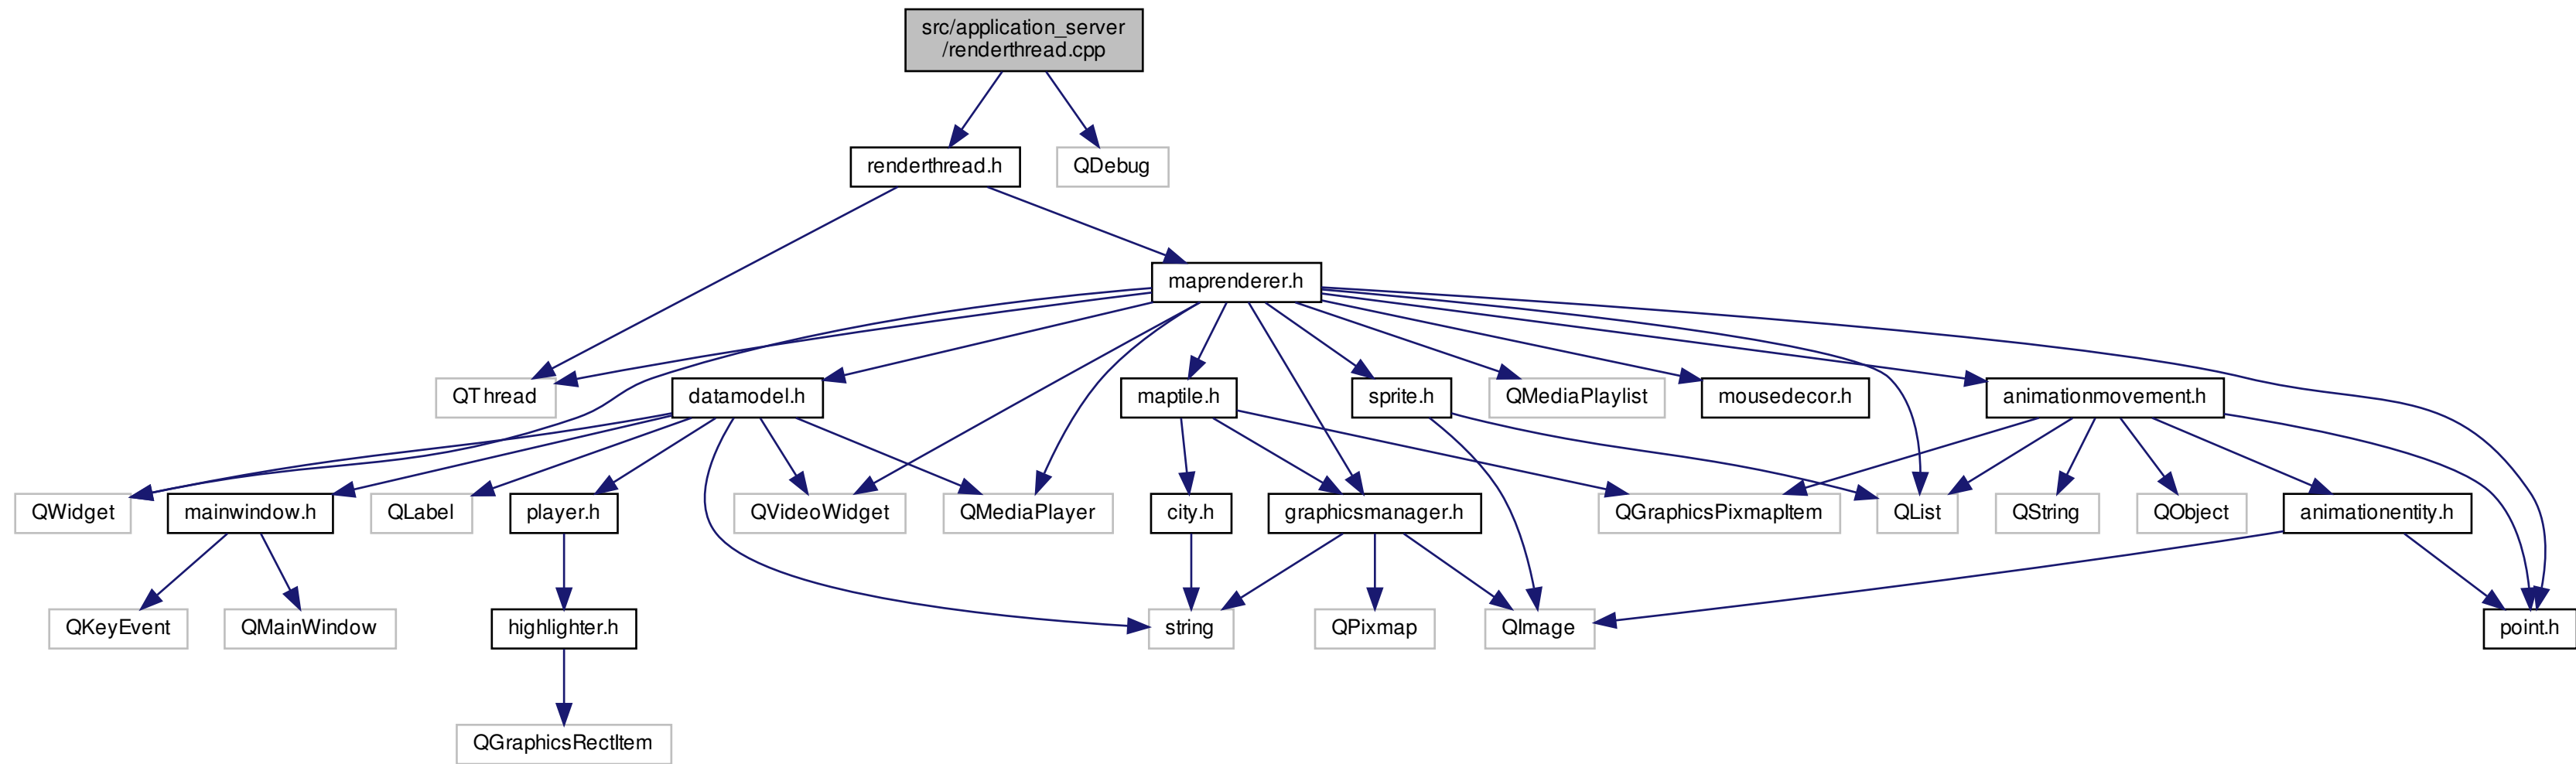 src/application_server
/renderthread.cpp
renderthread.h
QDebug
maprenderer.h
QThread
datamodel.h
maptile.h
sprite.h
QMediaPlaylist
mousedecor.h
animationmovement.h
QWidget
mainwindow.h
QLabel
player.h
QVideoWidget
QMediaPlayer
city.h
graphicsmanager.h
QGraphicsPixmapItem
QList
QString
QObject
animationentity.h
QKeyEvent
QMainWindow
highlighter.h
string
QPixmap
QImage
point.h
QGraphicsRectItem